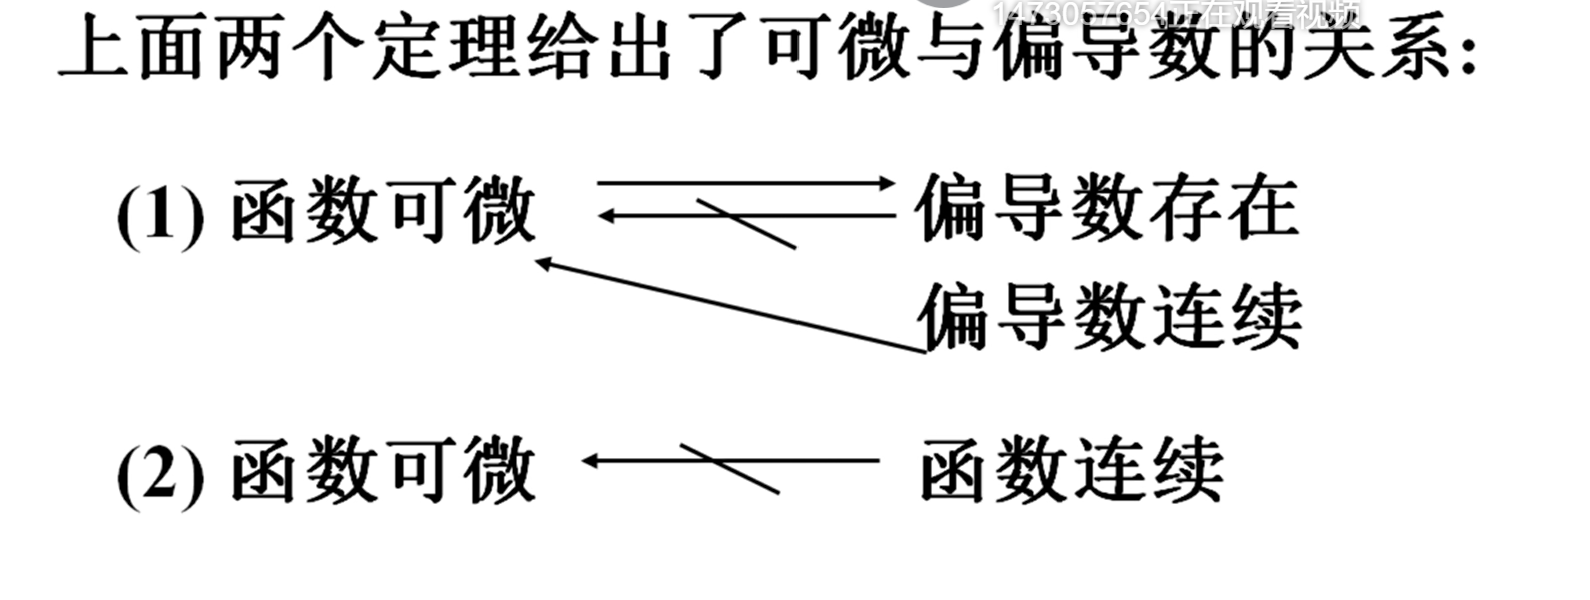 1473057654正在观看视频
上面两个定理给出了可微与偏导数的关系:
(1) 函数可微 偏导数存在
偏导数连续
(2) 函数可微 函数连续